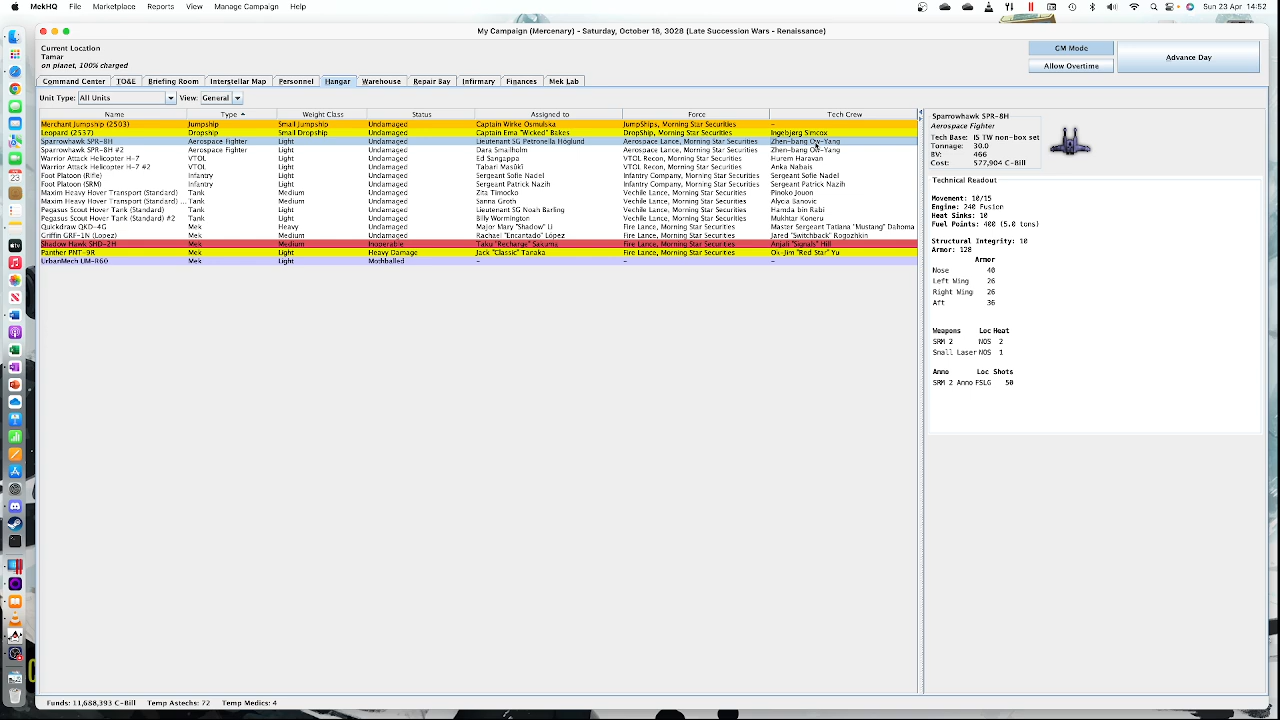 MekHQ File Marketplace Reports View Manage Campaign Help
Sun 23 Apr 14:52
My Campaign (Mercenary) - Saturday, October 18, 3028 (Late Succession Wars - Renaissance)
Current Location
Tamar
on planet, 100% charged
GM Mode
Allow Overtime
Advance Day
Command Center TO&E Briefing Room Interstellar Map Personnel Hangar Warehouse Repair Bay Infirmary Finances Mek Lab
Unit Type: All Units View: General
Name Type Weight Class Status Assigned to Force Tech Crew
Merchant Jumpship (2503) Jumpship Small Jumpship Undamaged Captain Wirke Osmulska JumpShips, Morning Star Securities -
Leopard (2537) Dropship Small Dropship Undamaged Captain Ema "Wicked" Bakes DropShip, Morning Star Securities Ingebjørg Simcox
Sparrowhawk SPR-8H Aerospace Fighter Light Undamaged Lieutenant SG Petronella Höglund Aerospace Lance, Morning Star Securities Zhen-bang Ow-Yang
Sparrowhawk SPR-8H #2 Aerospace Fighter Light Undamaged Dara Smalholm Aerospace Lance, Morning Star Securities Zhen-bang Ow-Yang
Warrior Attack Helicopter H-7 VTOL Light Undamaged Ed Sangappa VTOL Recon, Morning Star Securities Hurem Haravan
Warrior Attack Helicopter H-7 #2 VTOL Light Undamaged Tabari Masuki VTOL Recon, Morning Star Securities Anka Nabais
Foot Platoon (Rifle) Infantry Light Undamaged Sergeant Sofie Nadel Infantry Company, Morning Star Securities Sergeant Sofie Nadel
Foot Platoon (SRM) Infantry Light Undamaged Sergeant Patrick Nazih Infantry Company, Morning Star Securities Sergeant Patrick Nazih
Maxim Heavy Hover Transport (Standard) Tank Medium Undamaged Zita Timocko Vechile Lance, Morning Star Securities Pinoko Jouon
Maxim Heavy Hover Transport (Standard) ... Tank Medium Undamaged Sanna Groth Vechile Lance, Morning Star Securities Alycia Banovic
Pegasus Scout Hover Tank (Standard) Tank Light Undamaged Lieutenant SG Noah Barling Vechile Lance, Morning Star Securities Hamda bin Rabi
Pegasus Scout Hover Tank (Standard) #2 Tank Light Undamaged Billy Wormington Vechile Lance, Morning Star Securities Mukhtar Koneru
Quickdraw QKD-4G Mek Heavy Undamaged Major Mary "Shadow" Li Fire Lance, Morning Star Securities Master Sergeant Tatiana "Mustang" Dahoma
Griffin GRF-1N (Lopez) Mek Medium Undamaged Rachael "Encantado" López Fire Lance, Morning Star Securities Jared "Switchback" Rogozhkin
Shadow Hawk SHD-2H Mek Medium Inoperable Taku "Recharge" Sakuma Fire Lance, Morning Star Securities Anjali "Signals" Hill
Panther PNT-9R Mek Light Heavy Damage Jack "Classic" Tanaka Fire Lance, Morning Star Securities Ok-Jim "Red Star" Yu
UrbanMech UM-R60 Mek Light Mothballed - - -
Sparrowhawk SPR-8H
Aerospace Fighter
Tech Base: IS TW non-box set
Tonnage: 30.0
BV: 466
Cost: 577,904 C-Bill
Technical Readout
Movement: 10/15
Engine: 240 Fusion
Heat Sinks: 10
Fuel Points: 400 (5.0 tons)
Structural Integrity: 10
Armor: 128
Armor
Nose 40
Left Wing 26
Right Wing 26
Aft 36
Weapons Loc Heat
SRM 2 NOS 2
Small Laser NOS 1
Ammo Loc Shots
SRM 2 Ammo FSLG 50
Funds: 11,688,393 C-Bill Temp Astechs: 72 Temp Medics: 4